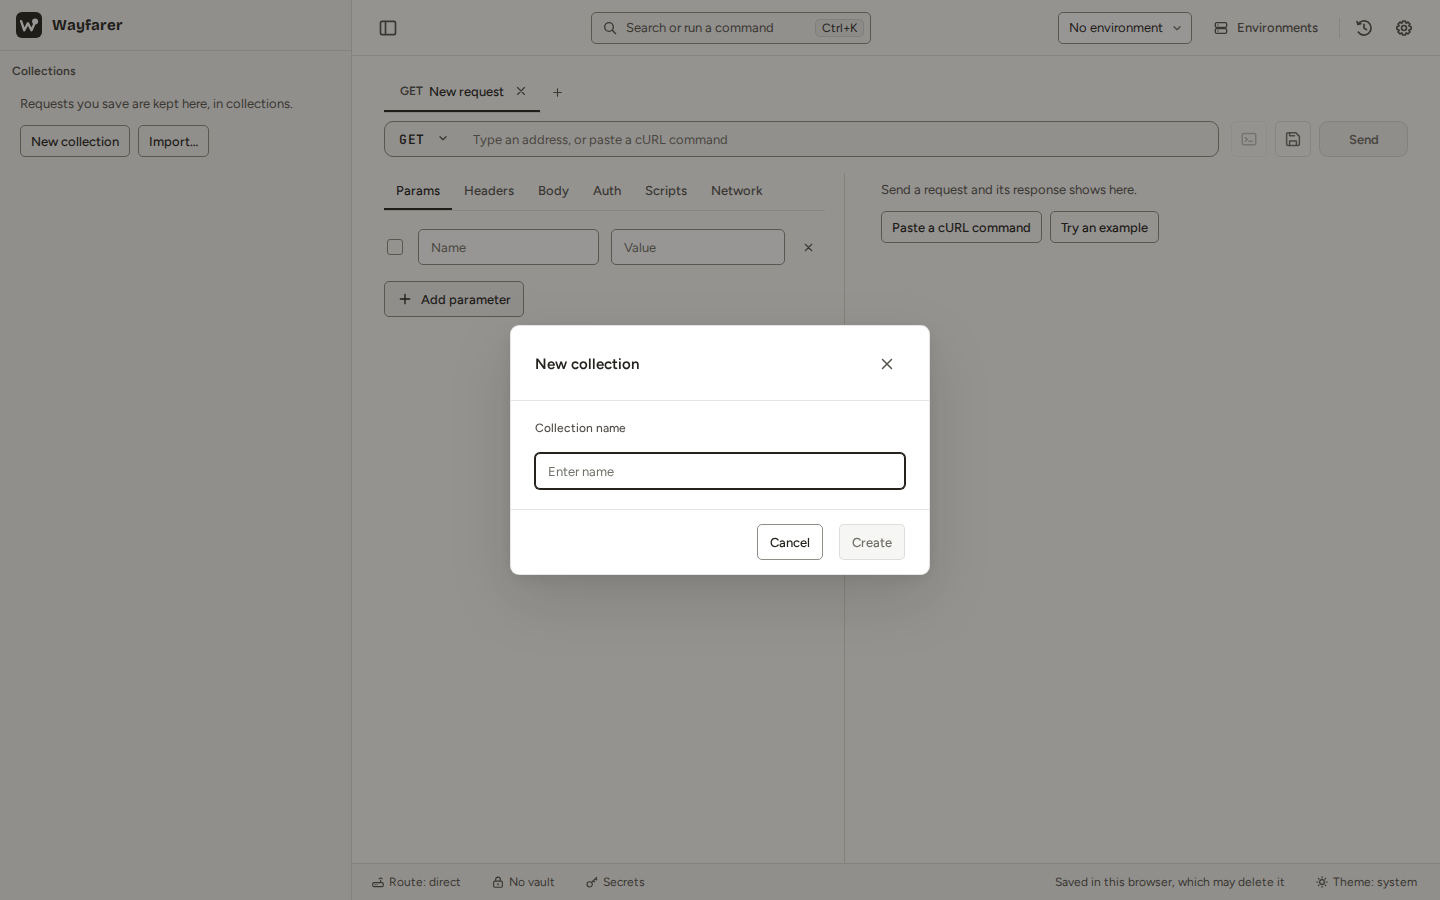 Wayfarer
Search or run a command
Ctrl+K
No environment
Environments
Collections
Requests you save are kept here, in collections.
New collection
Import...
GET New request
GET
Type an address, or paste a cURL command
Send
Params
Headers
Body
Auth
Scripts
Network
Name
Value
Add parameter
Send a request and its response shows here.
Paste a cURL command
Try an example
New collection
Collection name
Enter name
Cancel
Create
Route: direct
No vault
Secrets
Saved in this browser, which may delete it
Theme: system